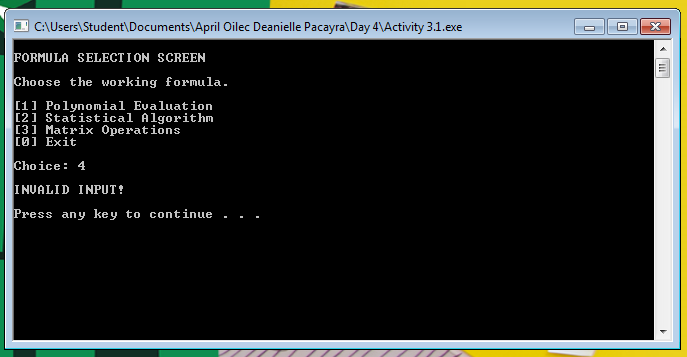 C:\Users\Student\Documents\April Oilec Deanielle Pacayra\Day 4\Activity 3.1.exe
FORMULA SELECTION SCREEN
Choose the working formula.
[1] Polynomial Evaluation
[2] Statistical Algorithm
[3] Matrix Operations
[0] Exit
Choice: 4
INVALID INPUT!
Press any key to continue . . .